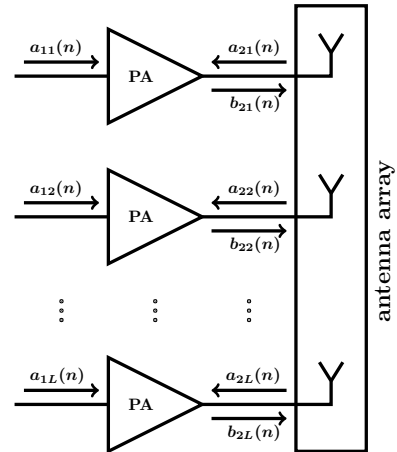 a₁₁(n) a₂₁(n)
PA
b₂₁(n)
a₁₂(n) a₂₂(n)
PA
b₂₂(n)
antenna array
a₁L(n) a₂L(n)
PA
b₂L(n)